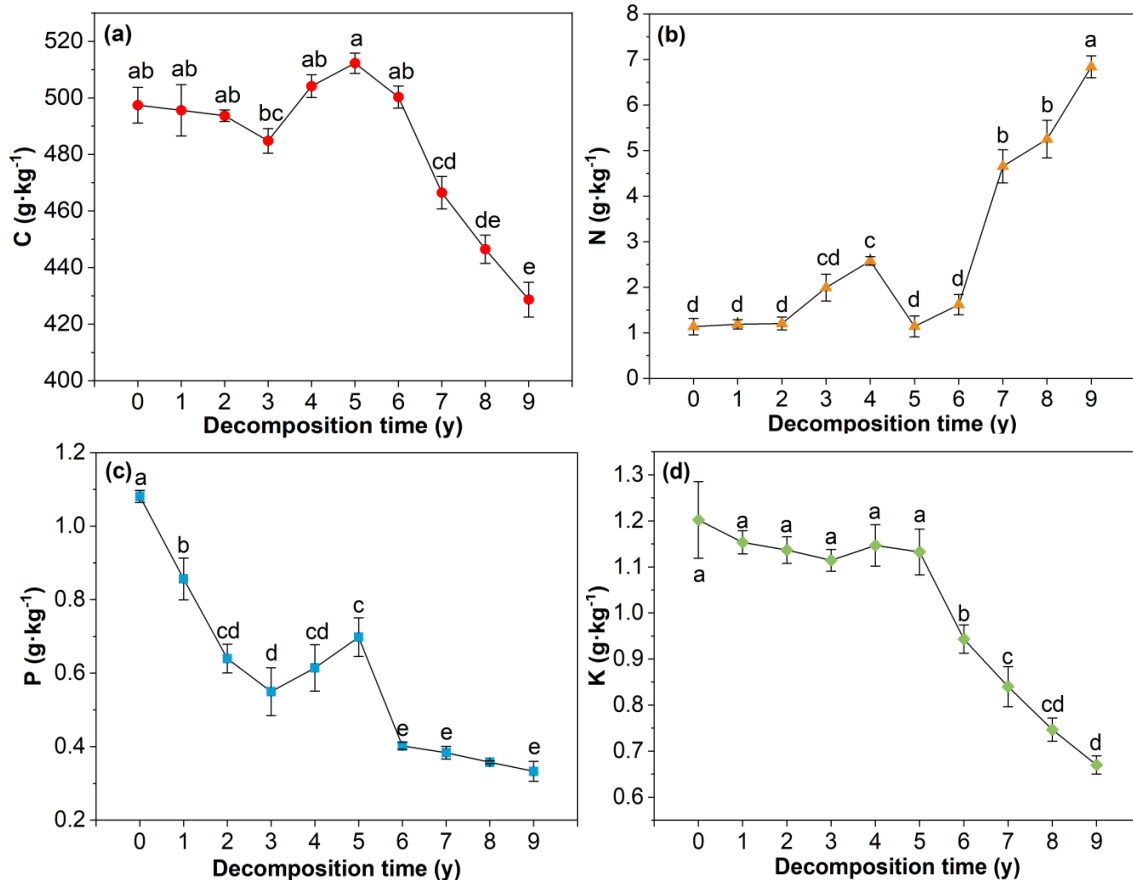 (a)
C (g·kg⁻¹)
520
500
480
460
440
420
400
ab ab ab bc ab a ab cd de e
0 1 2 3 4 5 6 7 8 9
Decomposition time (y)
(b)
N (g·kg⁻¹)
8
7
6
5
4
3
2
1
0
d d d cd c d d b b a
0 1 2 3 4 5 6 7 8 9
Decomposition time (y)
(c)
P (g·kg⁻¹)
1.2
1.0
0.8
0.6
0.4
0.2
a b cd d cd c e e e
0 1 2 3 4 5 6 7 8 9
Decomposition time (y)
(d)
K (g·kg⁻¹)
1.3
1.2
1.1
1.0
0.9
0.8
0.7
0.6
a a a a a a b c cd d
0 1 2 3 4 5 6 7 8 9
Decomposition time (y)